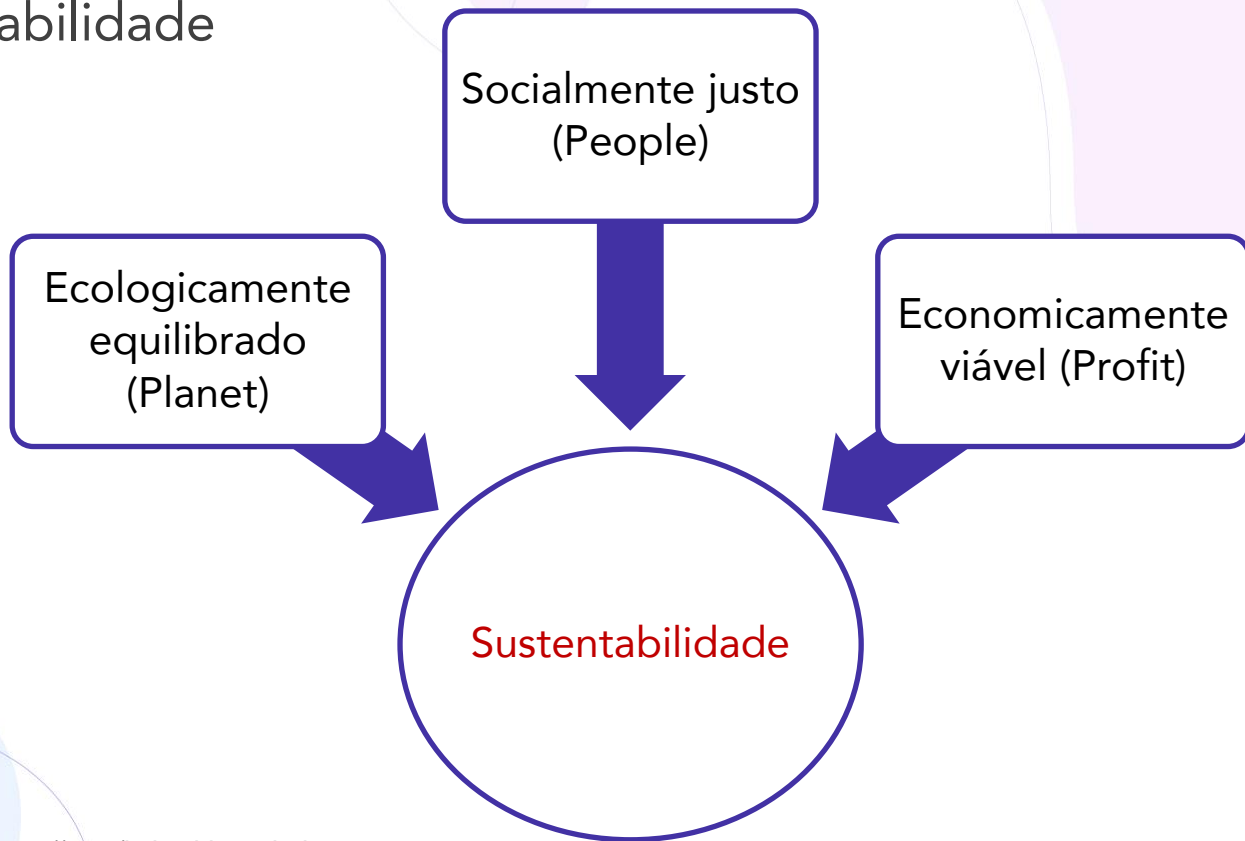 abilidade
Socialmente justo
(People)
Ecologicamente
equilibrado
(Planet)
Economicamente
viável (Profit)
Sustentabilidade